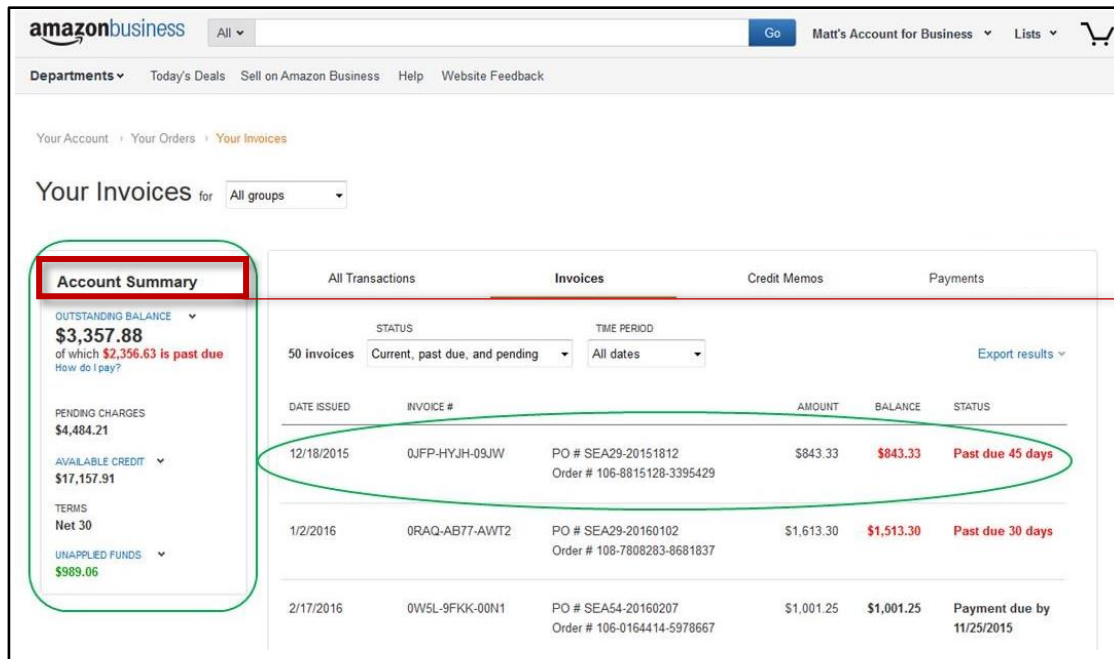 amazonbusiness All Go Matt's Account for Business Lists
Departments Today's Deals Sell on Amazon Business Help Website Feedback
Your Account › Your Orders › Your Invoices
Your Invoices for All groups
Account Summary
OUTSTANDING BALANCE
$3,357.88
of which $2,356.63 is past due
How do I pay?
PENDING CHARGES
$4,484.21
AVAILABLE CREDIT
$17,157.91
TERMS
Net 30
UNAPPLIED FUNDS
$989.06
All Transactions Invoices Credit Memos Payments
STATUS TIME PERIOD
50 invoices Current, past due, and pending All dates Export results
DATE ISSUED INVOICE # AMOUNT BALANCE STATUS
12/18/2015 0JFP-HYJH-09JW PO # SEA29-20151812 $843.33 $843.33 Past due 45 days
Order # 106-8815128-3395429
1/2/2016 0RAQ-AB77-AWT2 PO # SEA29-20160102 $1,613.30 $1,513.30 Past due 30 days
Order # 108-7808283-8681837
2/17/2016 0W5L-9FKK-00N1 PO # SEA54-20160207 $1,001.25 $1,001.25 Payment due by
Order # 106-0164414-5978667 11/25/2015